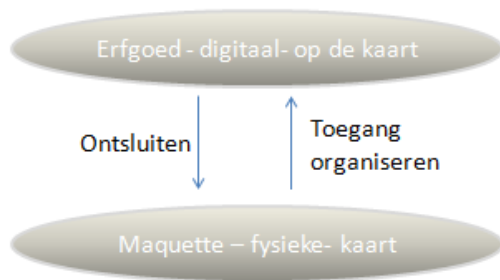 Erfgoed - digitaal- op de kaart
Ontsluiten
Toegang
organiseren
Maquette – fysieke- kaart